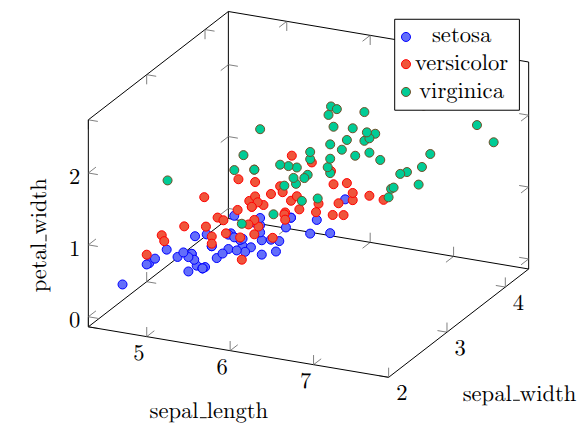 setosa
versicolor
virginica
petal_width
2
1
0
5
6
7
2
3
4
sepal_length
sepal_width